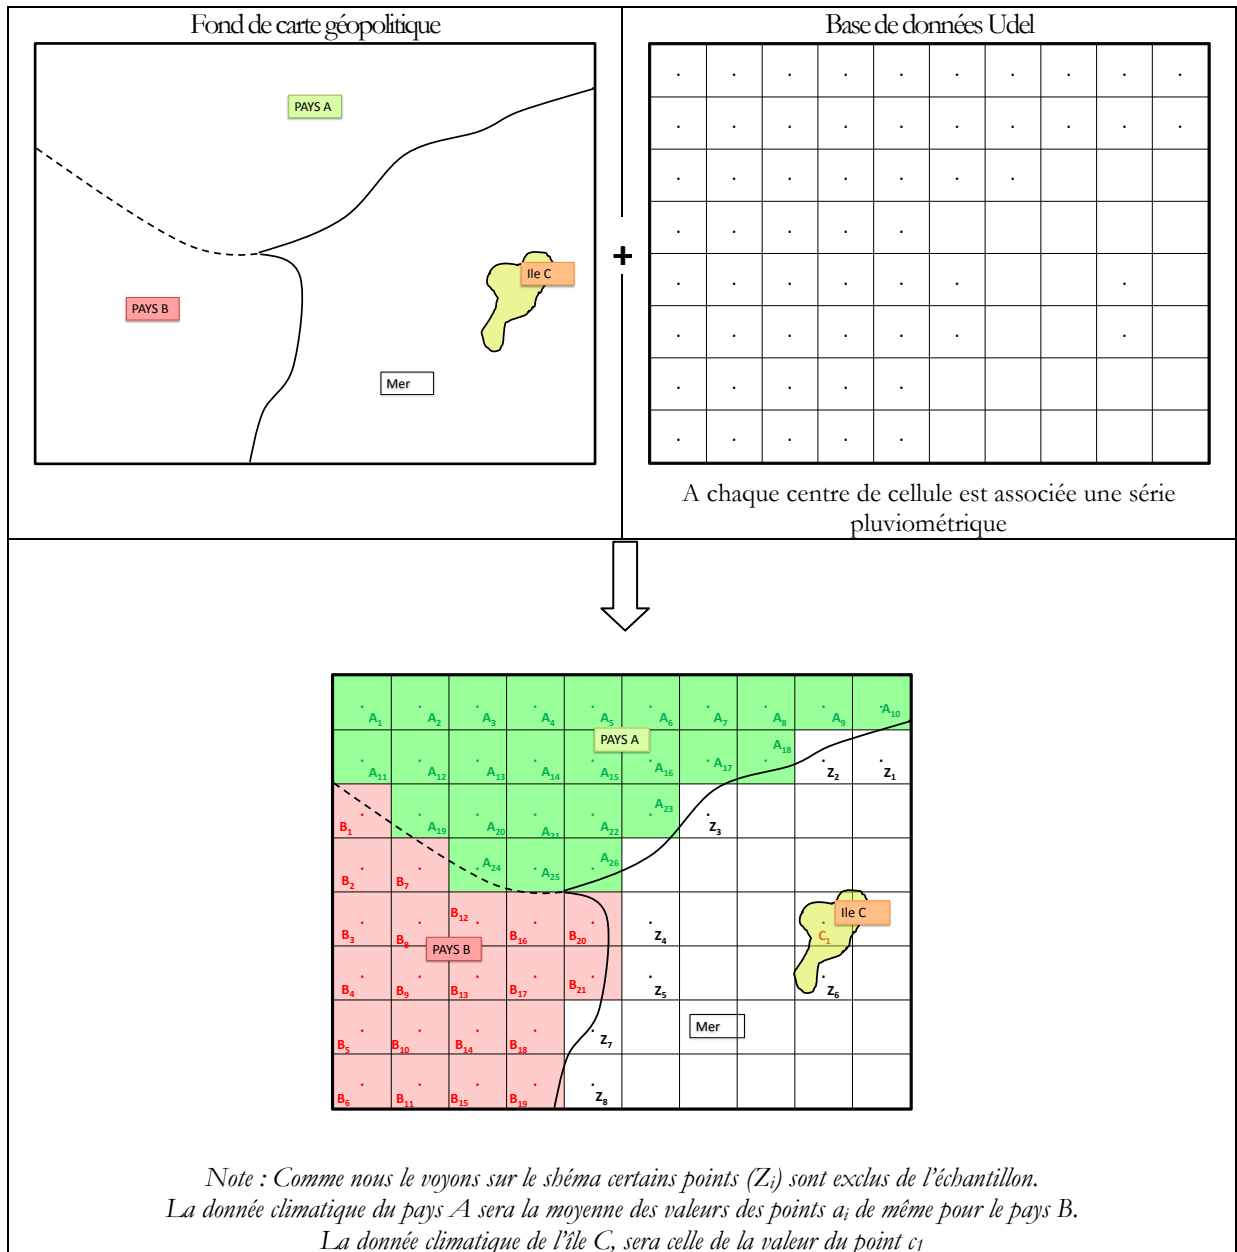 Fond de carte géopolitique
PAYS A
PAYS B
Ile C
Mer
+
Base de données Udel
A chaque centre de cellule est associée une série
pluviométrique
A1 A2 A3 A4 A5 A6 A7 A8 A9 A10
PAYS A
A11 A12 A13 A14 A15 A16 A17 A18 Z2 Z1
B1 A19 A20 A21 A22 A23 Z3
B2 B7 A24 A25 A26
B3 B8 B12 B16 B20 Z4 C1 Ile C
PAYS B
B4 B9 B13 B17 B21 Z5 Z6
B5 B10 B14 B18 Z7 Mer
B6 B11 B15 B19 Z8
Note : Comme nous le voyons sur le shéma certains points (Zi) sont exclus de l'échantillon.
La donnée climatique du pays A sera la moyenne des valeurs des points ai de même pour le pays B.
La donnée climatique de l'île C, sera celle de la valeur du point c1